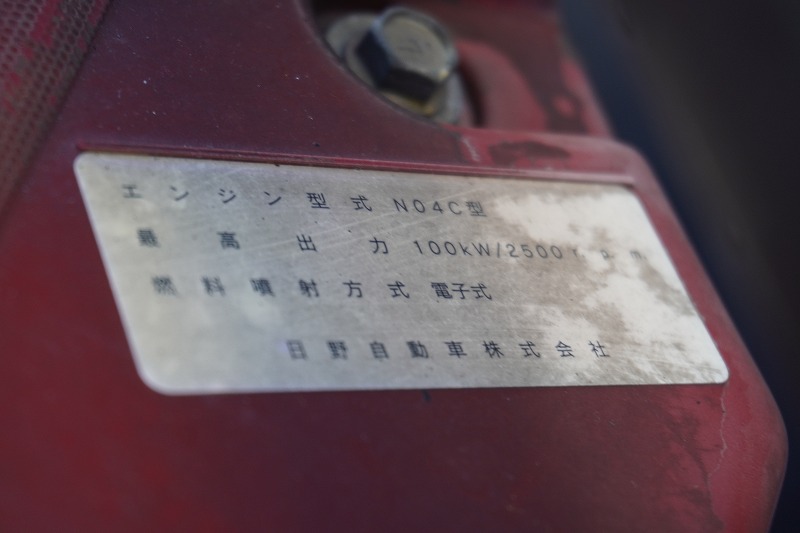 エンジン型式 N04C型
最高出力 100kW/2500rpm
燃料噴射方式 電子式
日野自動車株式会社